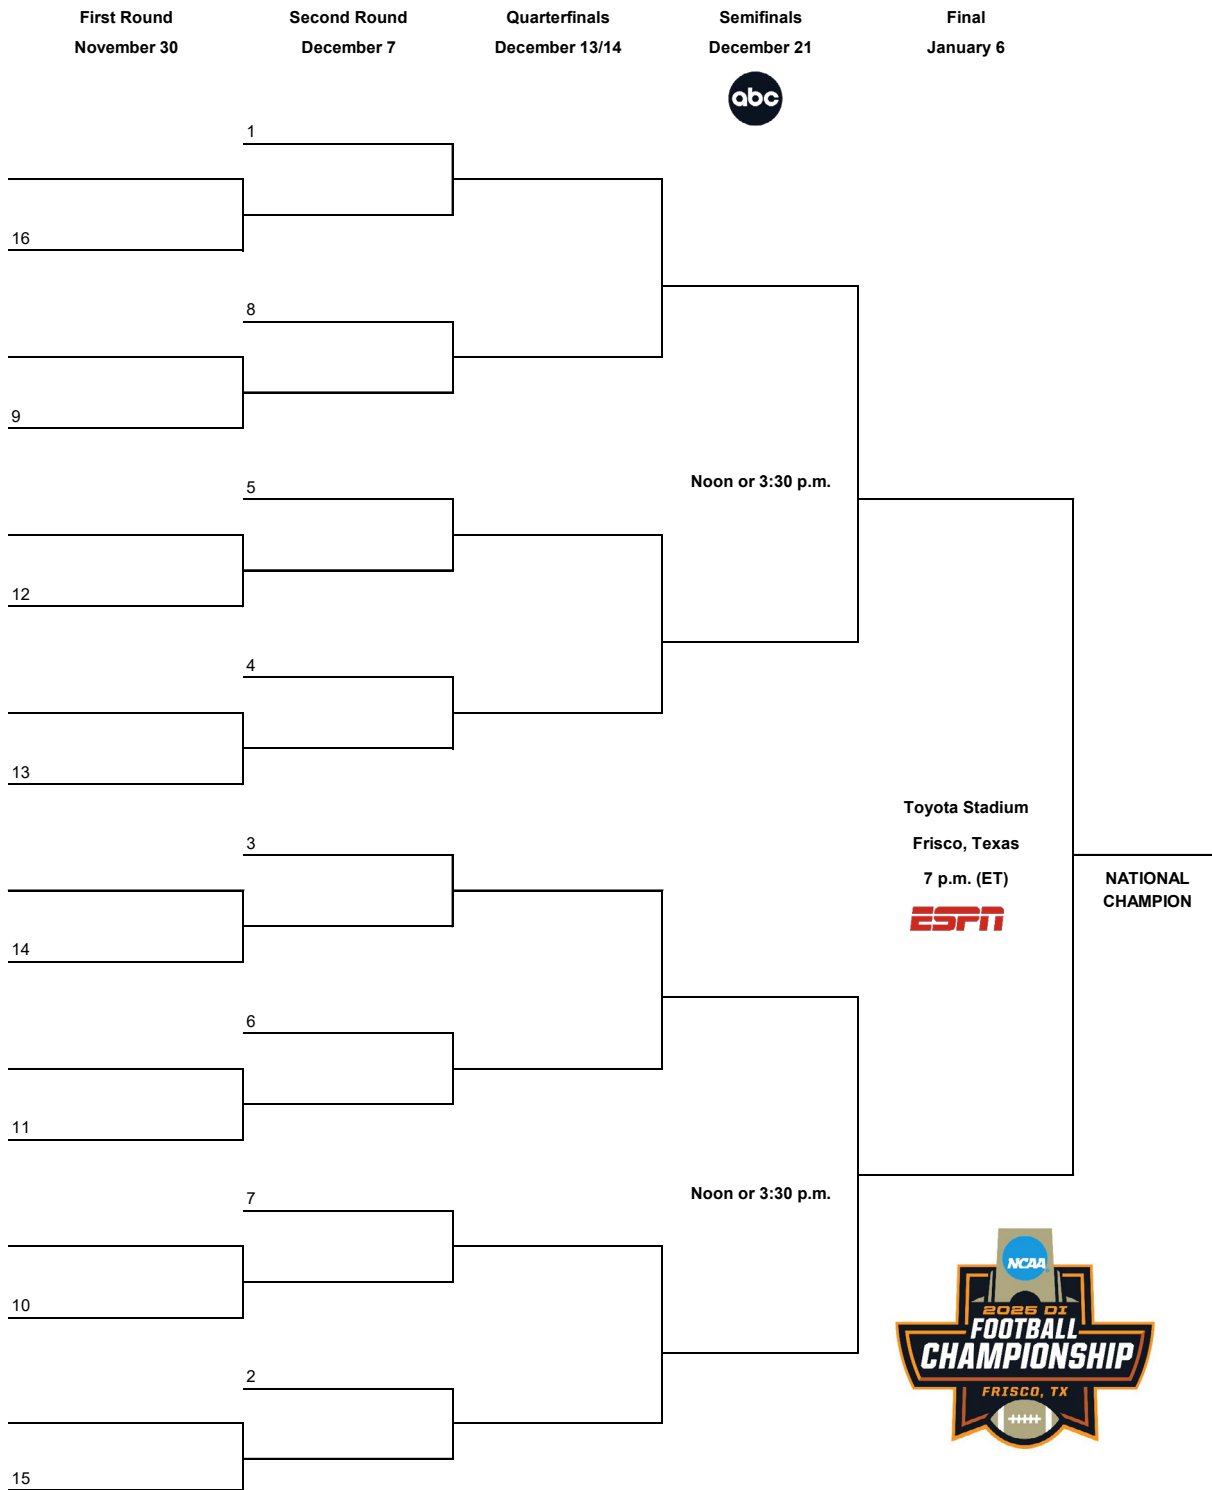 First Round
November 30
Second Round
December 7
Quarterfinals
December 13/14
Semifinals
December 21
Final
January 6
abc
1
16
8
9
5
Noon or 3:30 p.m.
12
4
13
Toyota Stadium
3
Frisco, Texas
7 p.m. (ET)
NATIONAL
CHAMPION
ESPN
14
6
11
7
Noon or 3:30 p.m.
10
NCAA
2025 DI
FOOTBALL
CHAMPIONSHIP
FRISCO, TX
2
15